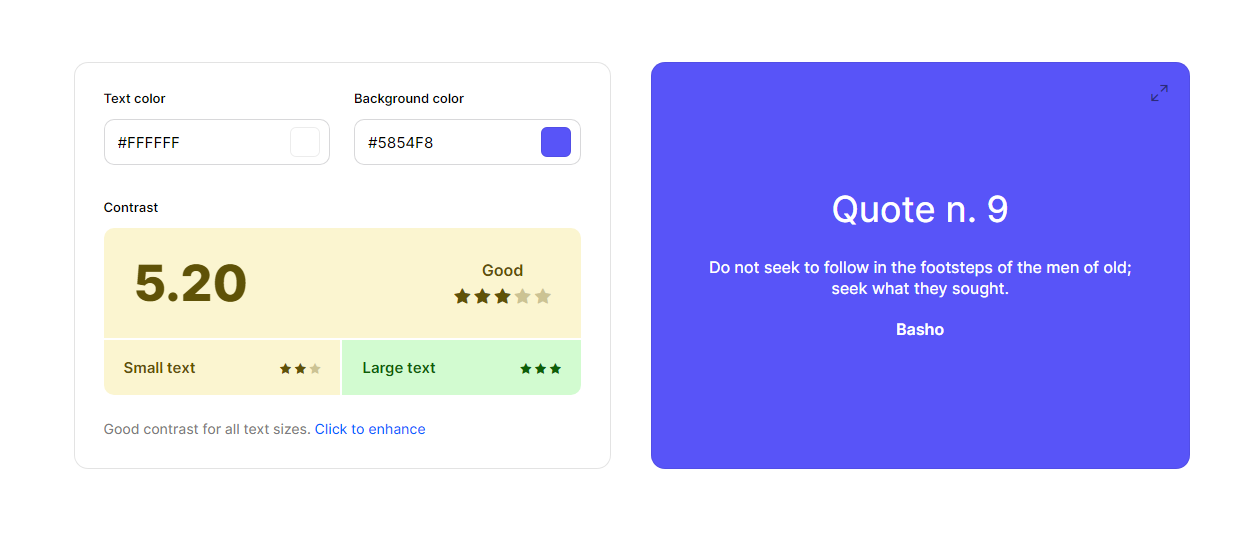 Text color
Background color
#FFFFFF
#5854F8
Contrast
5.20
Good
Small text
Large text
Good contrast for all text sizes. Click to enhance
Quote n. 9
Do not seek to follow in the footsteps of the men of old;
seek what they sought.
Basho